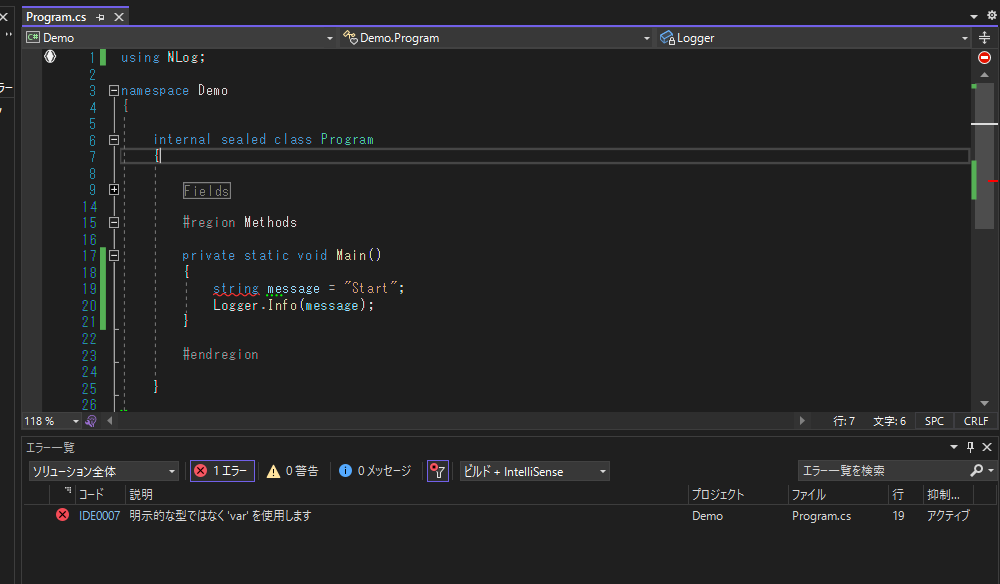 Program.cs
C# Demo
Demo.Program
Logger
1 using NLog;
2
3 namespace Demo
4 {
5
6 internal sealed class Program
7 {
8
9 Fields
14
15 #region Methods
16
17 private static void Main()
18 {
19 string message = "Start";
20 Logger.Info(message);
21 }
22
23 #endregion
24
25 }
26
118 %
行: 7 文字: 6 SPC CRLF
エラー一覧
ソリューション全体 1 エラー 0 警告 0 メッセージ ビルド + IntelliSense エラー一覧を検索
コード 説明 プロジェクト ファイル 行 抑制...
IDE0007 明示的な型ではなく 'var' を使用します Demo Program.cs 19 アクティブ